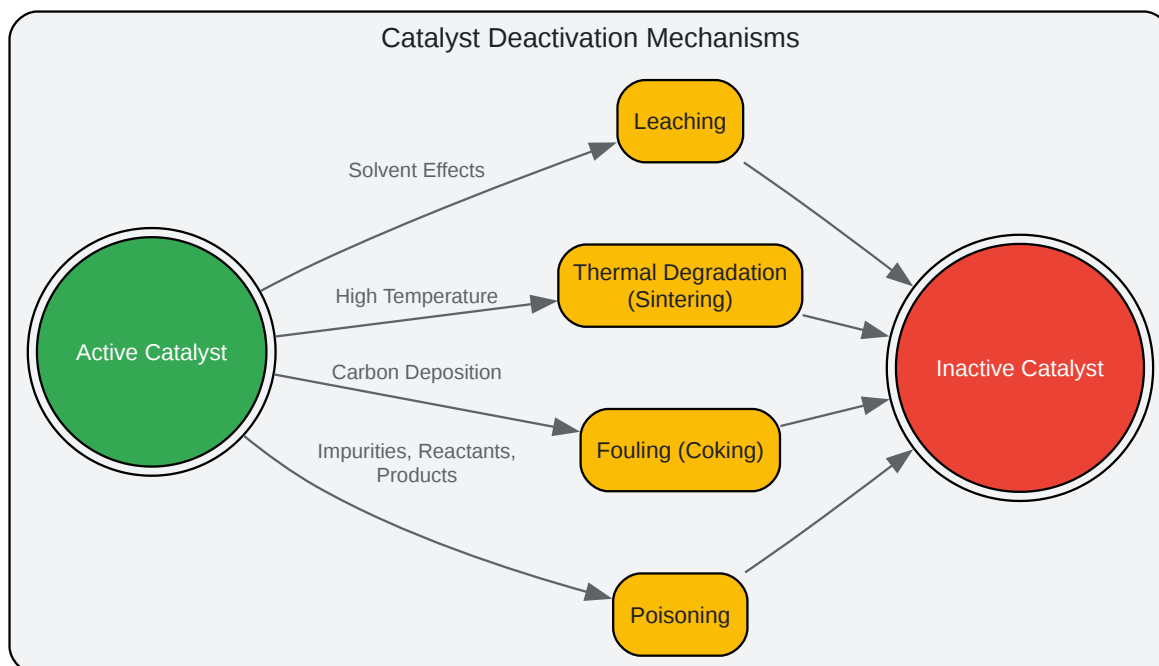 Catalyst Deactivation Mechanisms
Leaching
Solvent Effects
Thermal Degradation
(Sintering)
High Temperature
Active Catalyst
Inactive Catalyst
Carbon Deposition
Fouling (Coking)
Impurities, Reactants,
Products
Poisoning